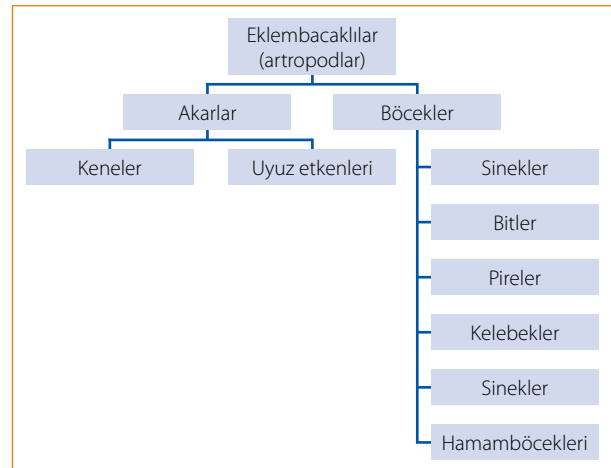 Eklembacaklılar
(artropodlar)
Akarlar
Böcekler
Keneler
Uyuz etkenleri
Sinekler
Bitler
Pireler
Kelebekler
Sinekler
Hamamböcekleri